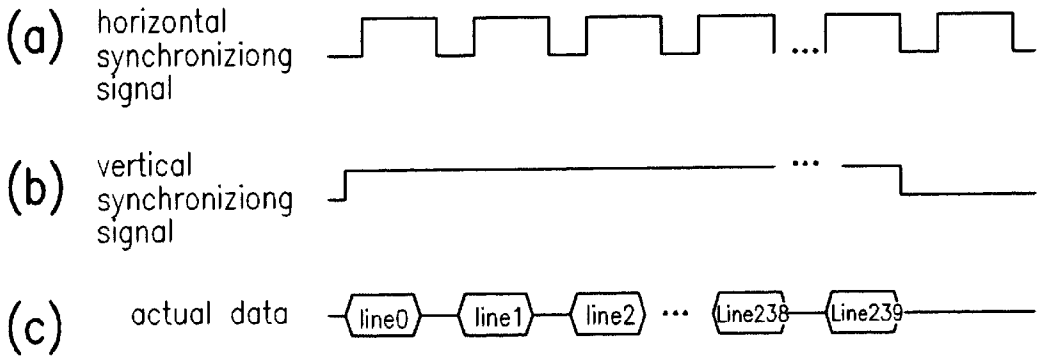 (a) horizontal
synchroniziong
signal
...
(b) vertical
synchroniziong
signal
...
(c) actual data line0 line1 line2 ... Line238 Line239